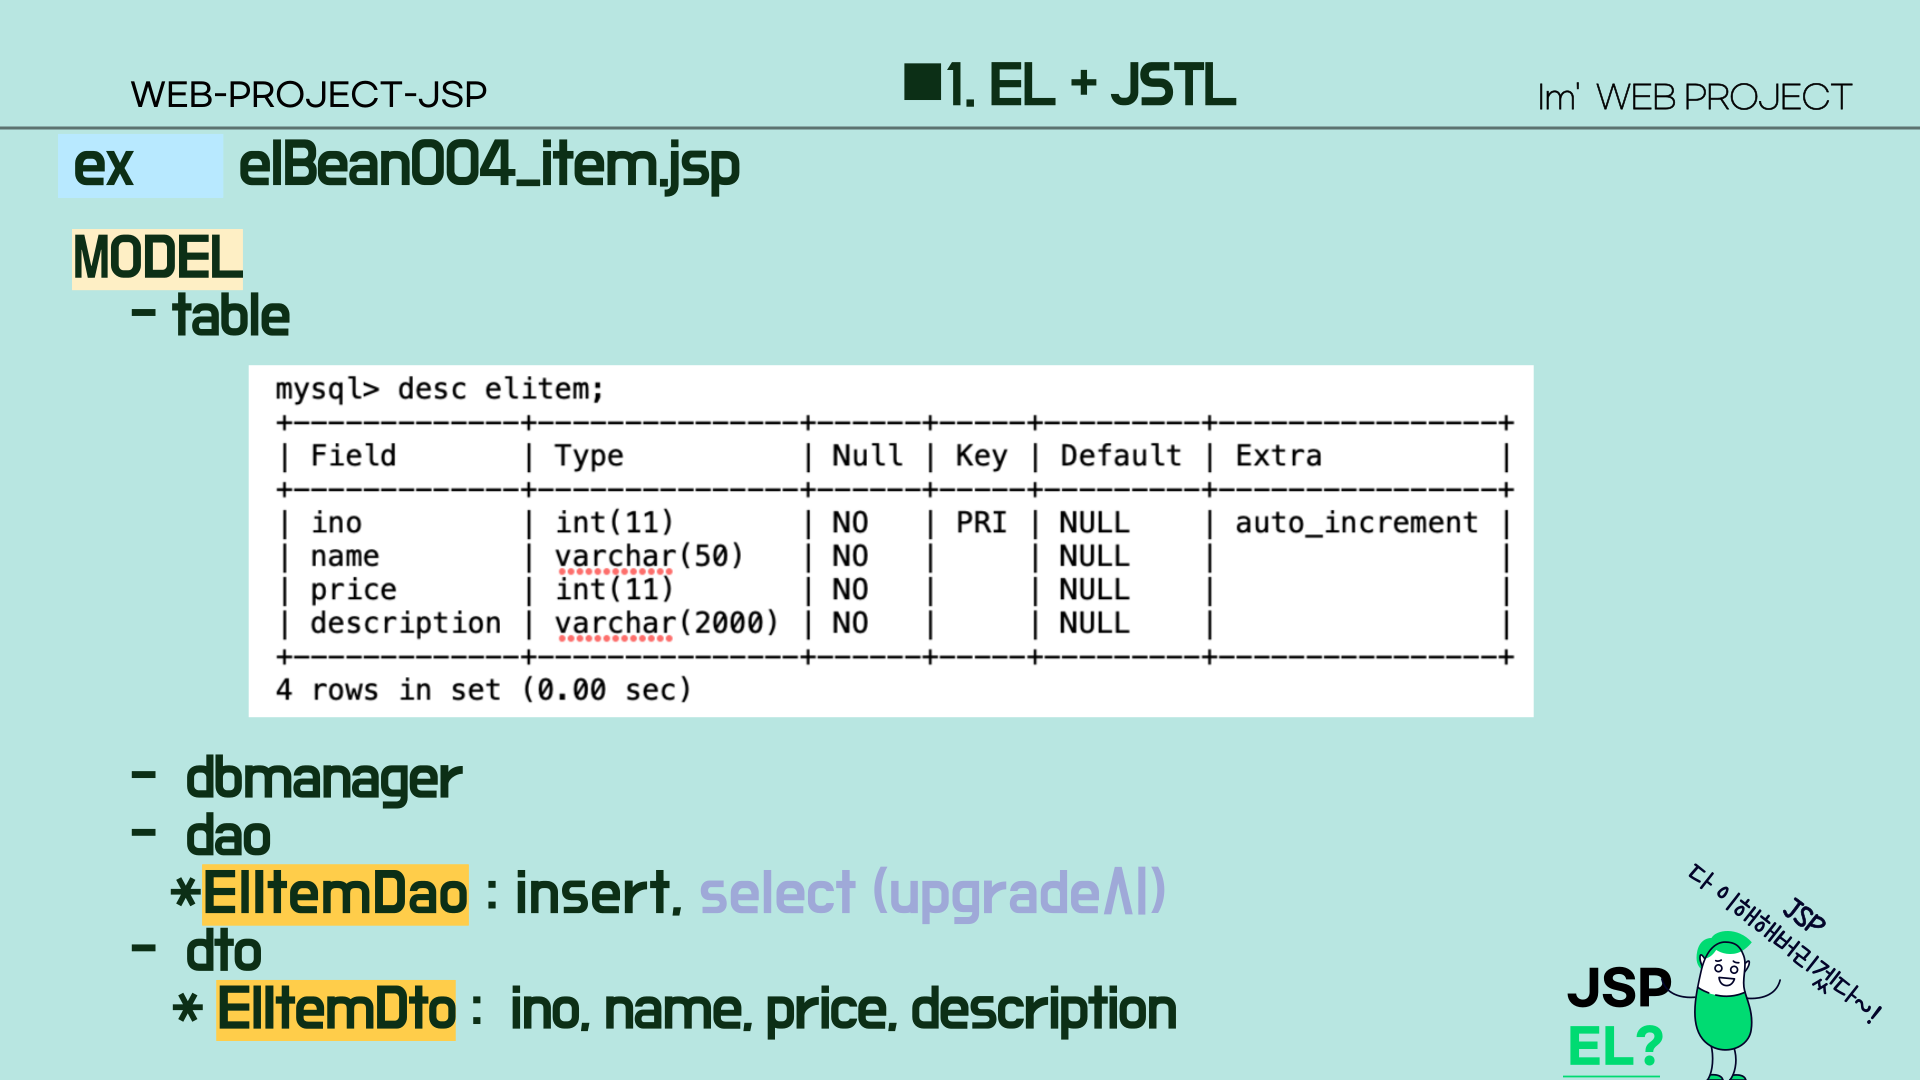 WEB-PROJECT-JSP
■1. EL + JSTL
Im' WEB PROJECT
ex elBean004_item.jsp
MODEL
- table
mysql> desc elitem;
+-------------+---------------+------+-----+---------+----------------+
| Field | Type | Null | Key | Default | Extra |
+-------------+---------------+------+-----+---------+----------------+
| ino | int(11) | NO | PRI | NULL | auto_increment |
| name | varchar(50) | NO | | NULL | |
| price | int(11) | NO | | NULL | |
| description | varchar(2000) | NO | | NULL | |
+-------------+---------------+------+-----+---------+----------------+
4 rows in set (0.00 sec)
- dbmanager
- dao
*ElItemDao : insert, select (upgrade시)
- dto
* ElItemDto : ino, name, price, description
JSP
다 이해해버리겠다~!
JSP
EL?